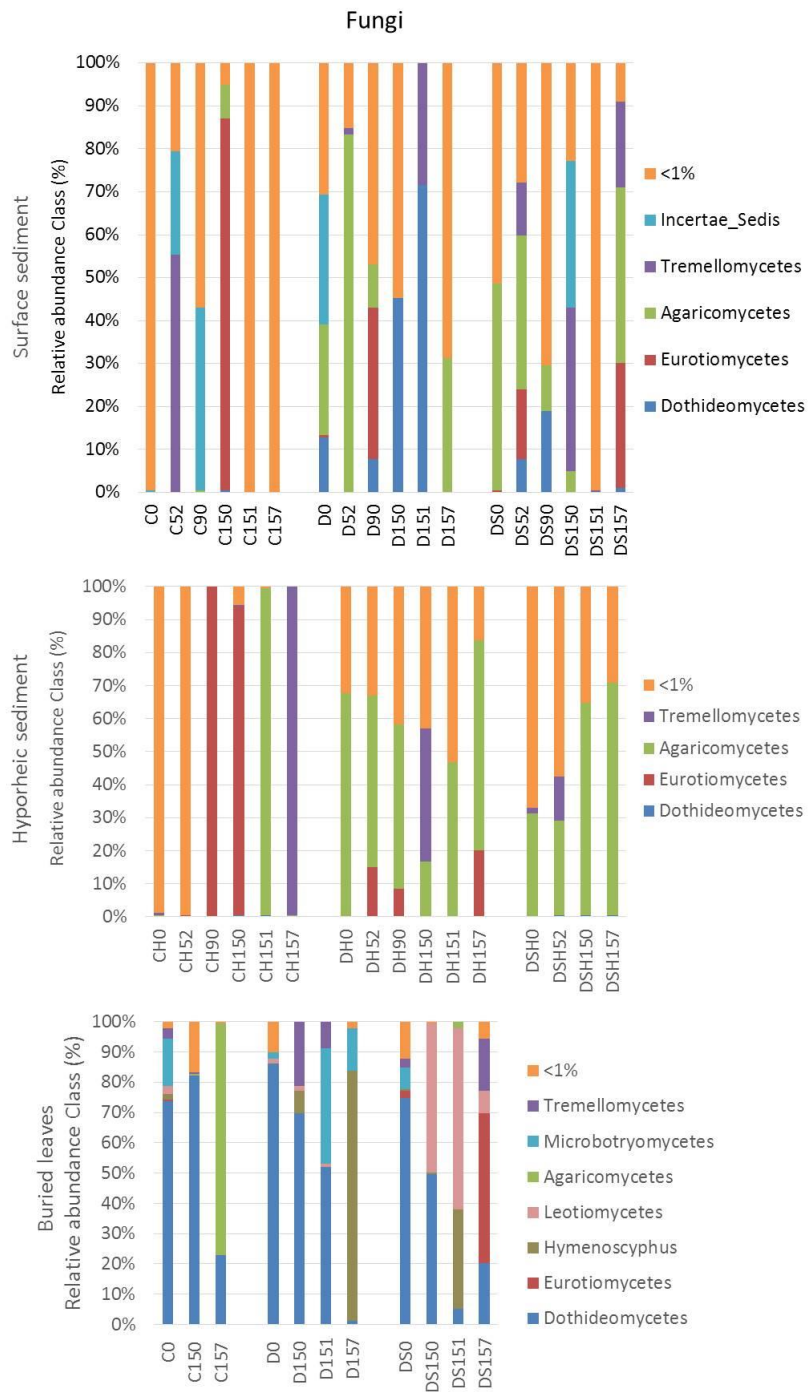 Fungi
Surface sediment
Relative abundance Class (%)
100%
90%
80%
70%
60%
50%
40%
30%
20%
10%
0%
C0 C52 C90 C150 C151 C157 D0 D52 D90 D150 D151 D157 DS0 DS52 DS90 DS150 DS151 DS157
<1%
Incertae_Sedis
Tremellomycetes
Agaricomycetes
Eurotiomycetes
Dothideomycetes
Hyporheic sediment
Relative abundance Class (%)
100%
90%
80%
70%
60%
50%
40%
30%
20%
10%
0%
CH0 CH52 CH90 CH150 CH151 CH157 DH0 DH52 DH90 DH150 DH151 DH157 DSH0 DSH52 DSH150 DSH157
<1%
Tremellomycetes
Agaricomycetes
Eurotiomycetes
Dothideomycetes
Buried leaves
Relative abundance Class (%)
100%
90%
80%
70%
60%
50%
40%
30%
20%
10%
0%
C0 C150 C157 D0 D150 D151 D157 DS0 DS150 DS151 DS157
<1%
Tremellomycetes
Microbotryomycetes
Agaricomycetes
Leotiomycetes
Hymenoscyphus
Eurotiomycetes
Dothideomycetes